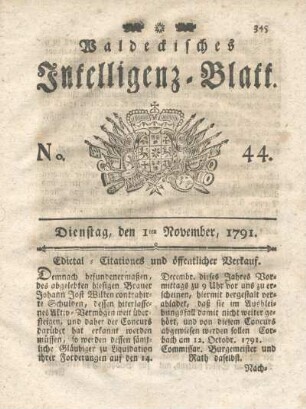 345
Waldeckisches
Intelligenz-Blatt.
No. 44.
Dienstag, den 1ten November, 1791.
Edictal-Citationes und öffentlicher Verkauf.
Demnach befundenermaßen,
des abgelebten hiesigen Brauer
Johann Jost Wilken contrahir-
te Schulden, dessen hinterlasse-
nes Aktiv-Vermögen weit über-
steigen, und daher der Concurs
darbei hat erkannt werden
müssen, so werden dessen sämt-
liche Gläubiger zu Liquidation
ihrer Forderungen auf den 14.
Decembr. dieses Jahres Vor-
mittags zu 9 Uhr vor uns zu er-
scheinen, hiermit vorgestalt ver-
abladet, daß sie im Ausblei-
bungsfall damit nicht weiter ge-
hört, und von diesem Concurs
abgewiesen werden sollen Cor-
bach am 12. Octobr. 1791.
Commissar. Burgemeister und
Rath daselbst.
Nach-